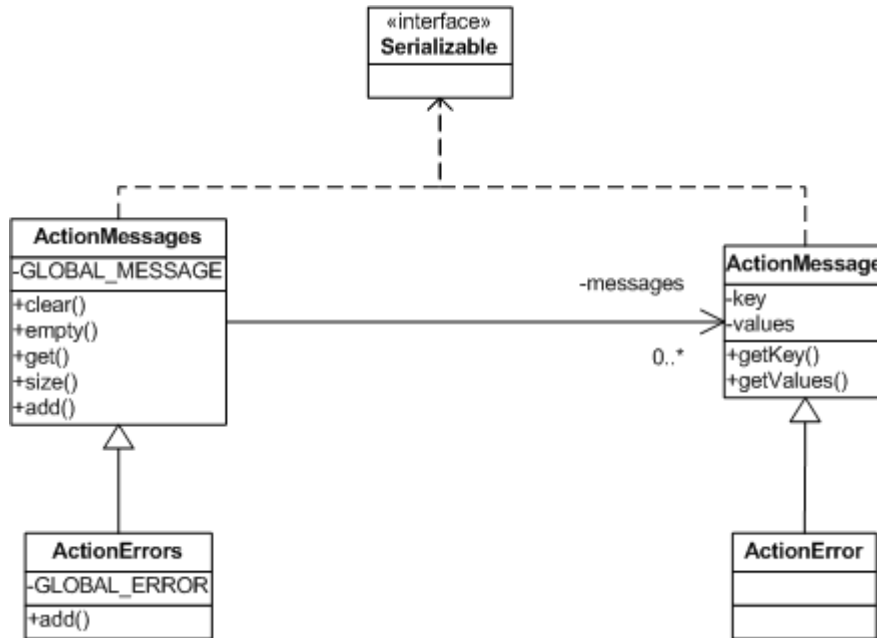 «interface»
Serializable
ActionMessages
-GLOBAL_MESSAGE
+clear()
+empty()
+get()
+size()
+add()
-messages
0..*
ActionMessage
-key
-values
+getKey()
+getValues()
ActionErrors
-GLOBAL_ERROR
+add()
ActionError